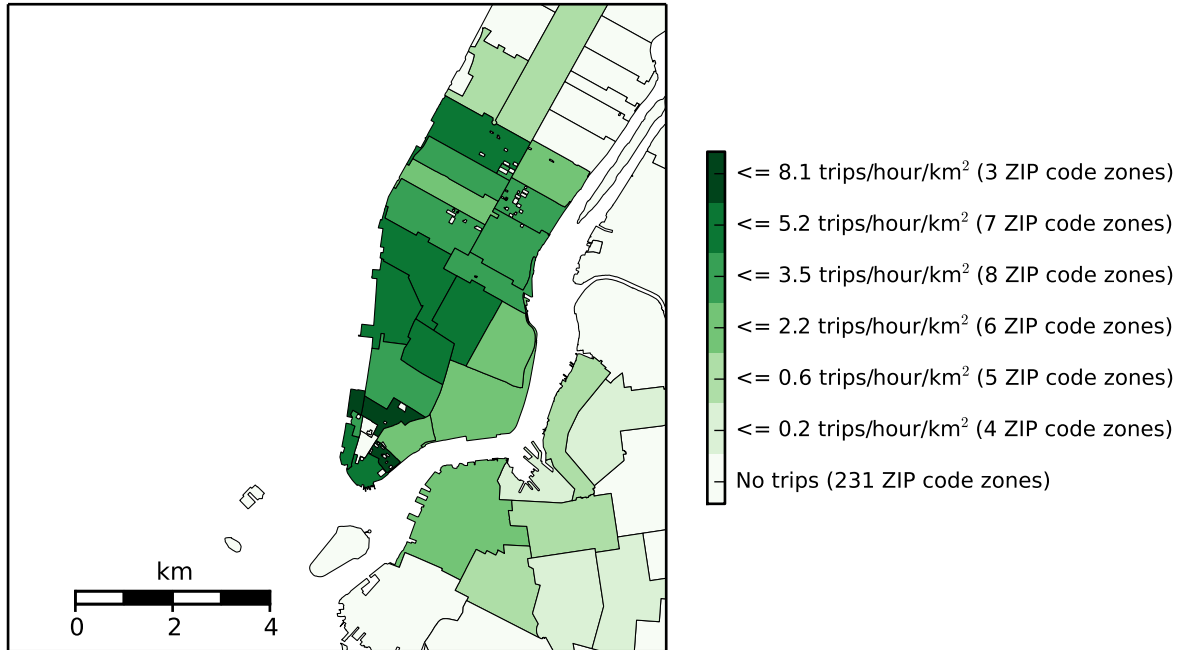 <= 8.1 trips/hour/km² (3 ZIP code zones)
<= 5.2 trips/hour/km² (7 ZIP code zones)
<= 3.5 trips/hour/km² (8 ZIP code zones)
<= 2.2 trips/hour/km² (6 ZIP code zones)
<= 0.6 trips/hour/km² (5 ZIP code zones)
<= 0.2 trips/hour/km² (4 ZIP code zones)
No trips (231 ZIP code zones)
km
0 2 4